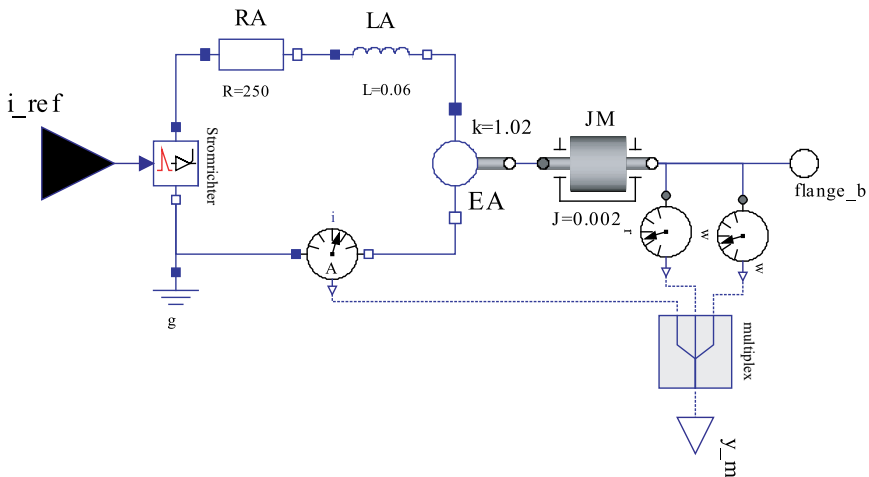 RA
LA
R=250
L=0.06
i_ref
Stromrichter
k=1.02
JM
EA
J=0.002
flange_b
i
A
r
w
w
g
multiplex
y_m